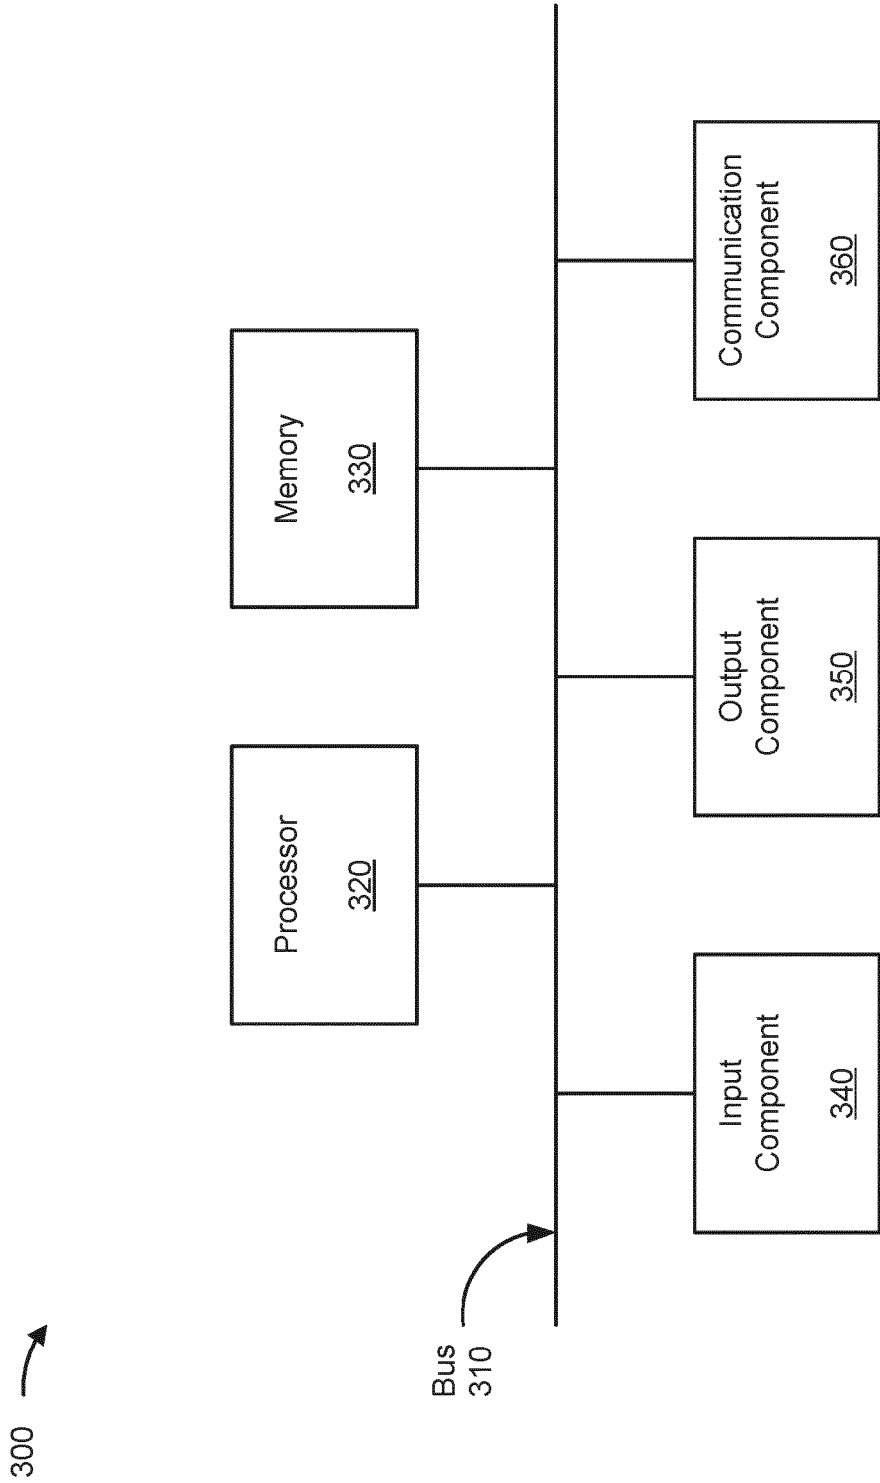 300
Bus
310
Processor
320
Memory
330
Input
Component
340
Output
Component
350
Communication
Component
360